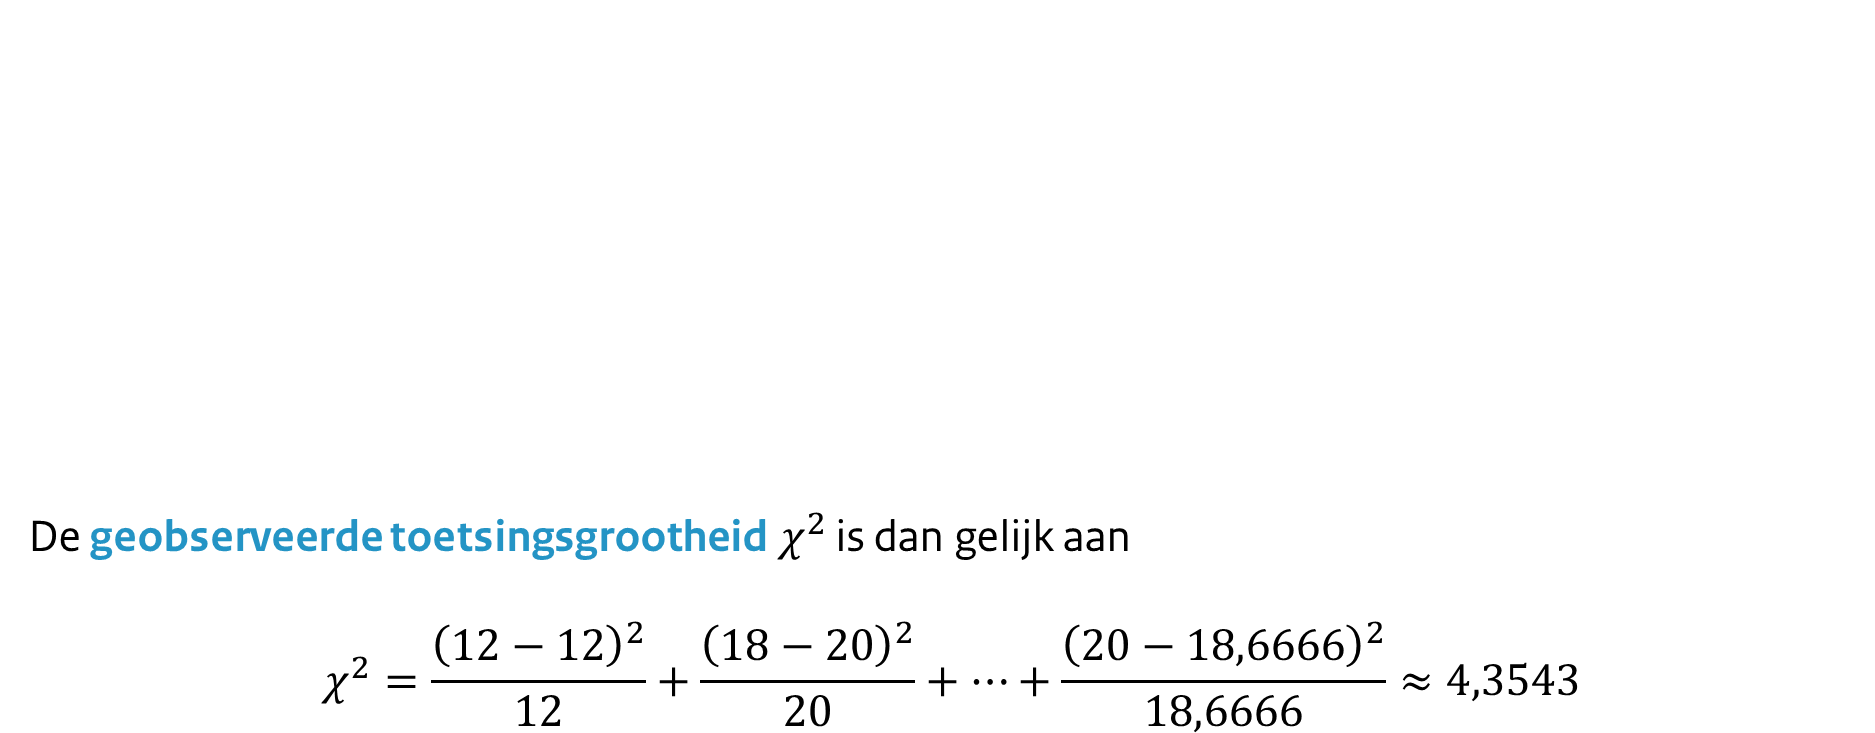 De geobserveerde toetsingsgrootheid χ² is dan gelijk aan
χ² = (12 − 12)²/12 + (18 − 20)²/20 + ⋯ + (20 − 18,6666)²/18,6666 ≈ 4,3543